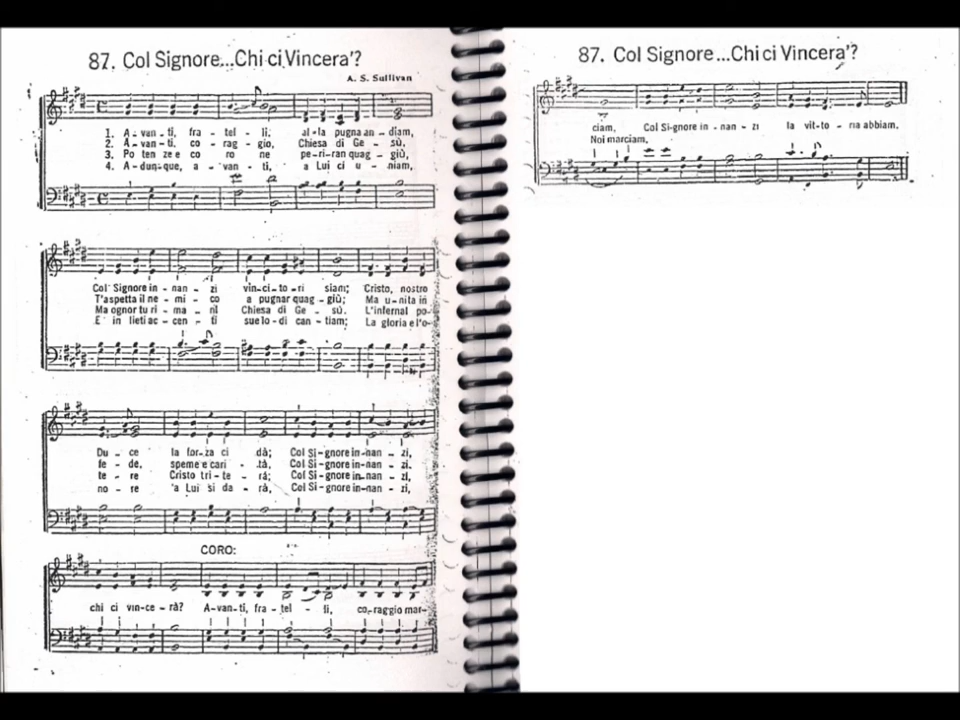 87. Col Signore...Chi ci Vincera'?
A. S. Sullivan
1. A-van-ti, fra-tel-li, al-la pugna an-diam,
2. A-van-ti, co-rag-gio, Chiesa di Ge-sù,
3. Po ten ze e co ro ne pe-ri-ran quag-giù,
4. A-dun-que, a-van-ti, a Lui ci u-niam,
Col Signore in-nan-zi vin-ci-to-ri siam; Cristo, nostro
T'aspetta il ne-mi-co a pugnar quag-giù; Ma u-nita in
Ma ognor tu ri-ma-ni Chiesa di Ge-sù. L'infernal po-
E in lieti ac-cen-ti sue lo-di can-tiam; La gloria e l'o-
Du-ce la for-za ci dà; Col Si-gnore in-nan-zi,
fe-de, speme e cari-tà, Col Si-gnore in-nan-zi.
te-re Cristo tri-te-rá; Col Si-gnore in-nan-zi,
no-re a Lui si da-rà, Col Si-gnore in-nan-zi,
CORO:
chi ci vin-ce-rà? A-van-ti, fra-tel-li, co-raggio mar-
87. Col Signore...Chi ci Vincera'?
ciam, Col Si-gnore in-nan-zi la vit-to-ria abbiam.
Noi marciam,